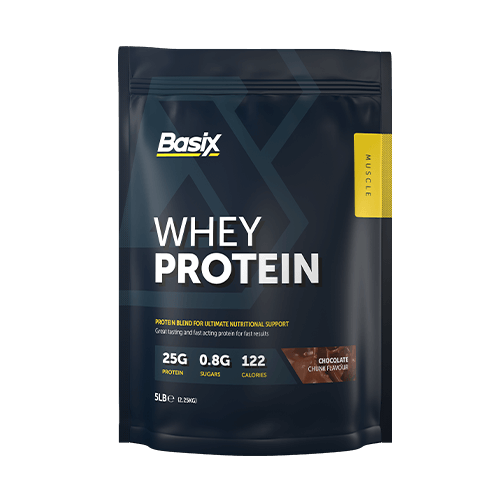 Basix
MUSCLE
WHEY
PROTEIN
PROTEIN BLEND FOR ULTIMATE NUTRITIONAL SUPPORT
Great tasting and fast acting protein for fast results
25G 0.8G 122
PROTEIN SUGARS CALORIES
CHOCOLATE
CHUNK FLAVOUR
5LB℮ (2.25KG)